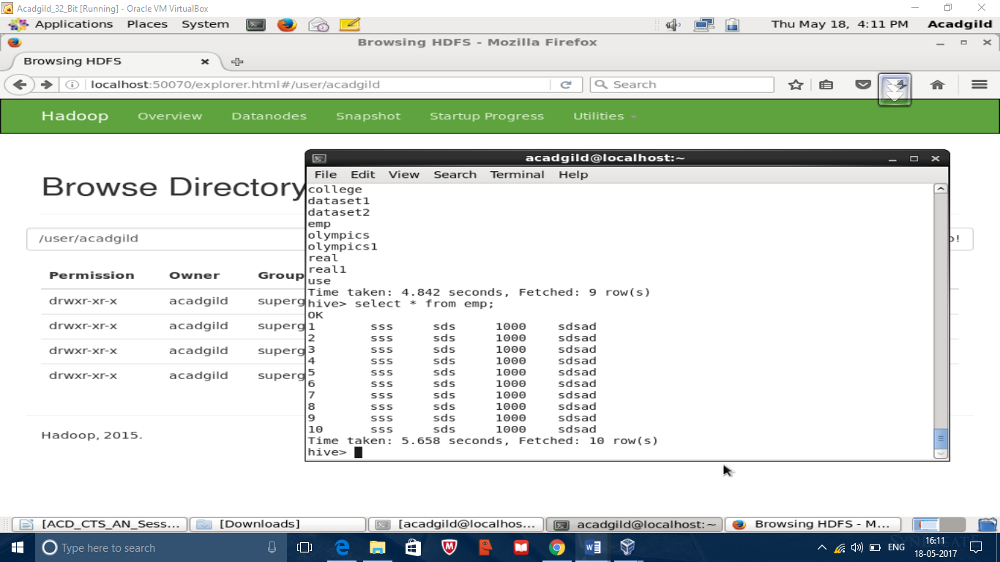 Acadgild_32_Bit [Running] - Oracle VM VirtualBox
Applications Places System Thu May 18, 4:11 PM Acadgild
Browsing HDFS - Mozilla Firefox
Browsing HDFS
localhost:50070/explorer.html#/user/acadgild Search
Hadoop Overview Datanodes Snapshot Startup Progress Utilities
Browse Directory
/user/acadgild
o!
Permission Owner Group
drwxr-xr-x acadgild superg
drwxr-xr-x acadgild superg
drwxr-xr-x acadgild superg
drwxr-xr-x acadgild superg
Hadoop, 2015.
acadgild@localhost:~
File Edit View Search Terminal Help
college
dataset1
dataset2
emp
olympics
olympics1
real
real1
use
Time taken: 4.842 seconds, Fetched: 9 row(s)
hive> select * from emp;
OK
1 sss sds 1000 sdsad
2 sss sds 1000 sdsad
3 sss sds 1000 sdsad
4 sss sds 1000 sdsad
5 sss sds 1000 sdsad
6 sss sds 1000 sdsad
7 sss sds 1000 sdsad
8 sss sds 1000 sdsad
9 sss sds 1000 sdsad
10 sss sds 1000 sdsad
Time taken: 5.658 seconds, Fetched: 10 row(s)
hive>
[ACD_CTS_AN_Sess... [Downloads] [acadgild@localhos... acadgild@localhost:~ Browsing HDFS - M...
Type here to search ENG 16:11
18-05-2017